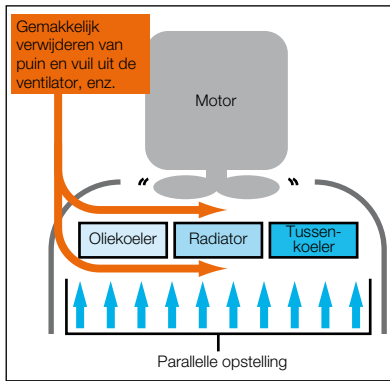 Gemakkelijk
verwijderen van
puin en vuil uit de
ventilator, enz.
Motor
Oliekoeler
Radiator
Tussen-
koeler
Parallelle opstelling